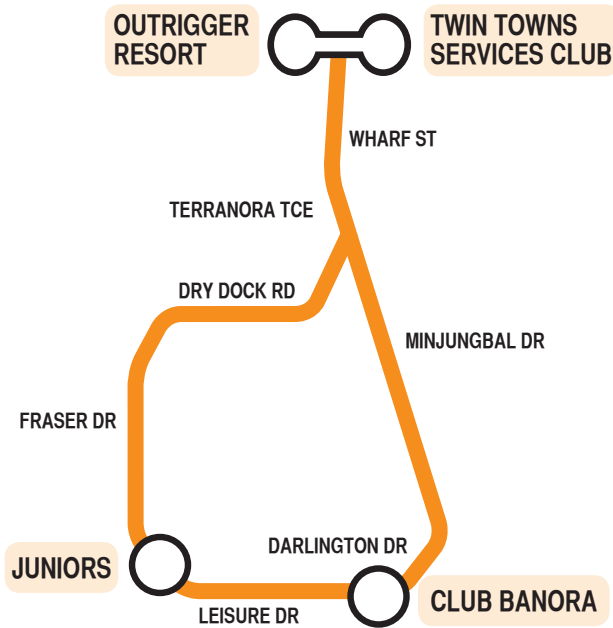 OUTRIGGER
RESORT
TWIN TOWNS
SERVICES CLUB
WHARF ST
TERRANORA TCE
DRY DOCK RD
MINJUNGBAL DR
FRASER DR
DARLINGTON DR
JUNIORS
CLUB BANORA
LEISURE DR